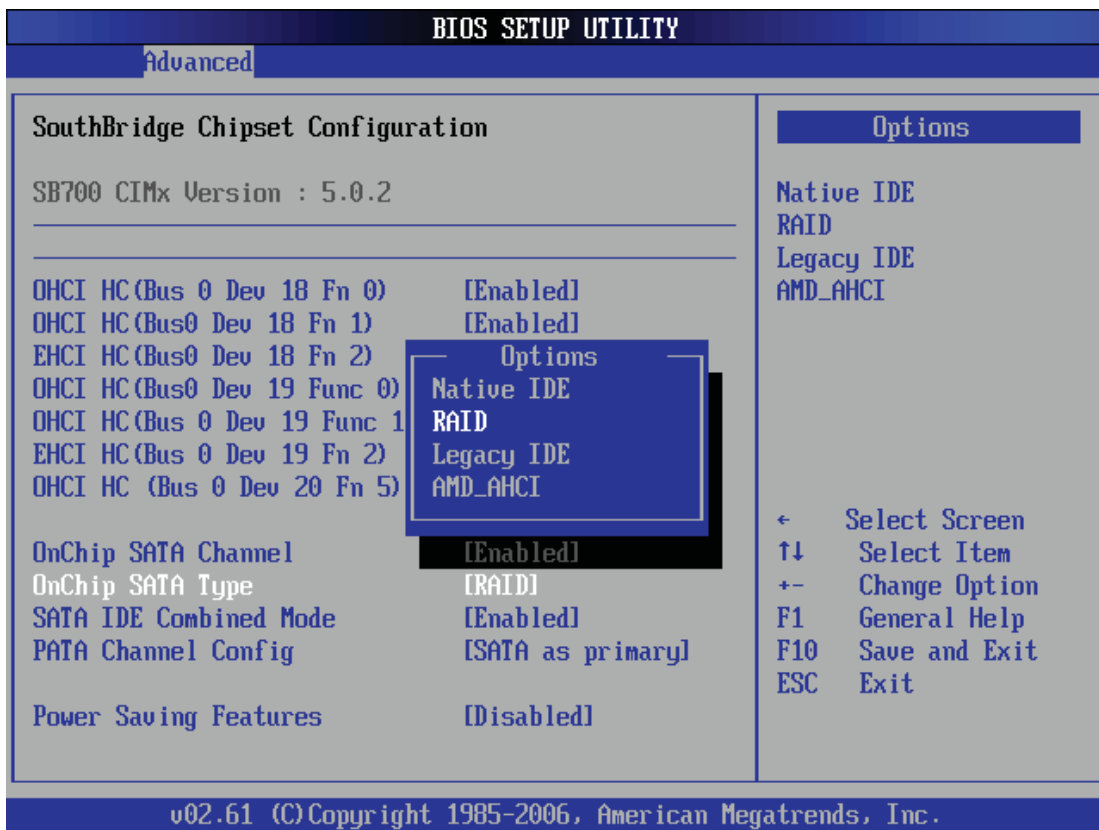 BIOS SETUP UTILITY
Advanced
SouthBridge Chipset Configuration
SB700 CIMx Version : 5.0.2
OHCI HC(Bus 0 Dev 18 Fn 0) [Enabled]
OHCI HC(Bus0 Dev 18 Fn 1) [Enabled]
EHCI HC(Bus0 Dev 18 Fn 2)
OHCI HC(Bus0 Dev 19 Func 0)
OHCI HC(Bus 0 Dev 19 Func 1
EHCI HC(Bus 0 Dev 19 Fn 2)
OHCI HC (Bus 0 Dev 20 Fn 5)
Options
Native IDE
RAID
Legacy IDE
AMD_AHCI
OnChip SATA Channel [Enabled]
OnChip SATA Type [RAID]
SATA IDE Combined Mode [Enabled]
PATA Channel Config [SATA as primary]
Power Saving Features [Disabled]
Options
Native IDE
RAID
Legacy IDE
AMD_AHCI
← Select Screen
↑↓ Select Item
+- Change Option
F1 General Help
F10 Save and Exit
ESC Exit
v02.61 (C)Copyright 1985-2006, American Megatrends, Inc.